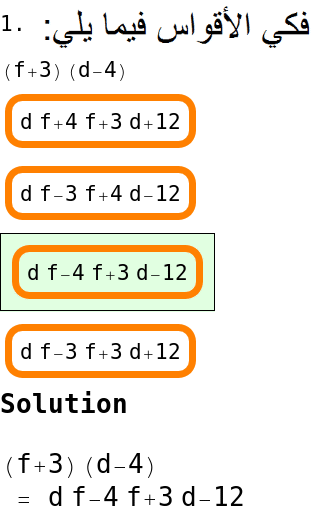 1. فكي الأقواس فيما يلي:
(f+3) (d−4)
d f+4 f+3 d+12
d f−3 f+4 d−12
d f−4 f+3 d−12
d f−3 f+3 d+12
Solution
(f+3) (d−4)
= d f−4 f+3 d−12